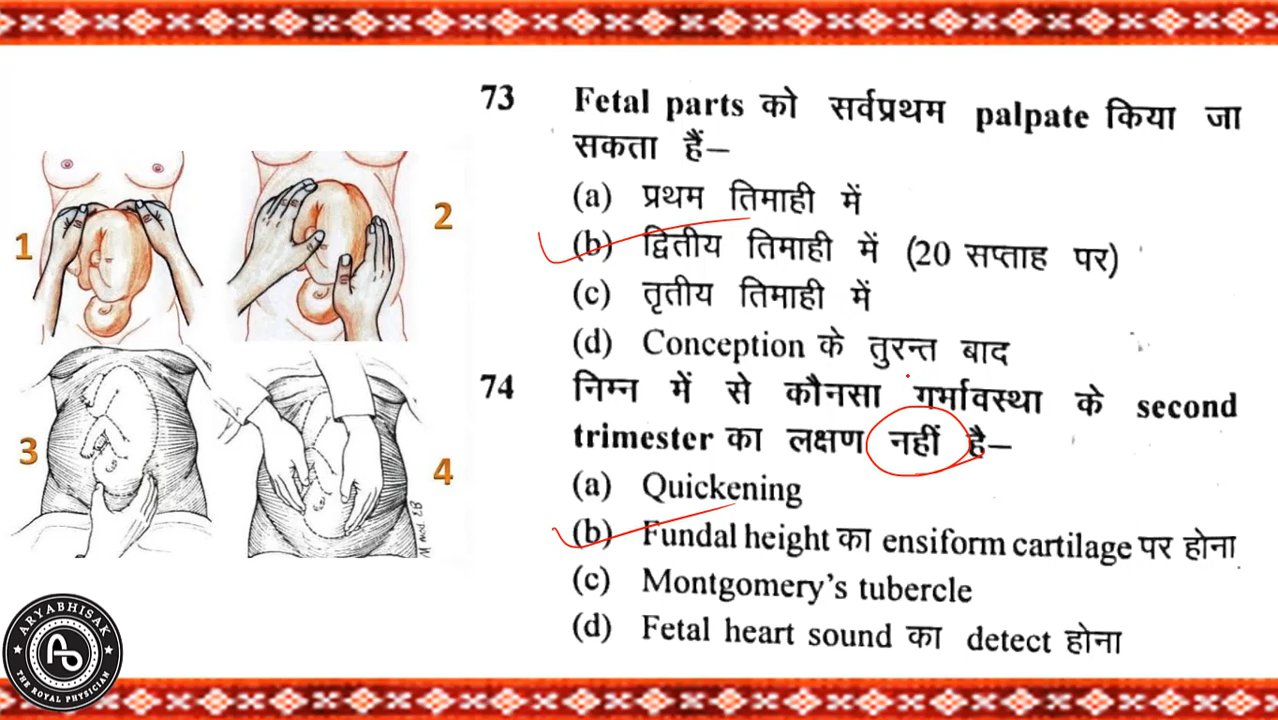 73 Fetal parts को सर्वप्रथम palpate किया जा
सकता हैं–
(a) प्रथम तिमाही में
(b) द्वितीय तिमाही में (20 सप्ताह पर)
(c) तृतीय तिमाही में
(d) Conception के तुरन्त बाद
74 निम्न में से कौनसा गर्भावस्था के second
trimester का लक्षण नहीं है–
(a) Quickening
(b) Fundal height का ensiform cartilage पर होना
(c) Montgomery's tubercle
(d) Fetal heart sound का detect होना
1
2
3
4
ARYABHISAK
THE ROYAL PHYSICIAN